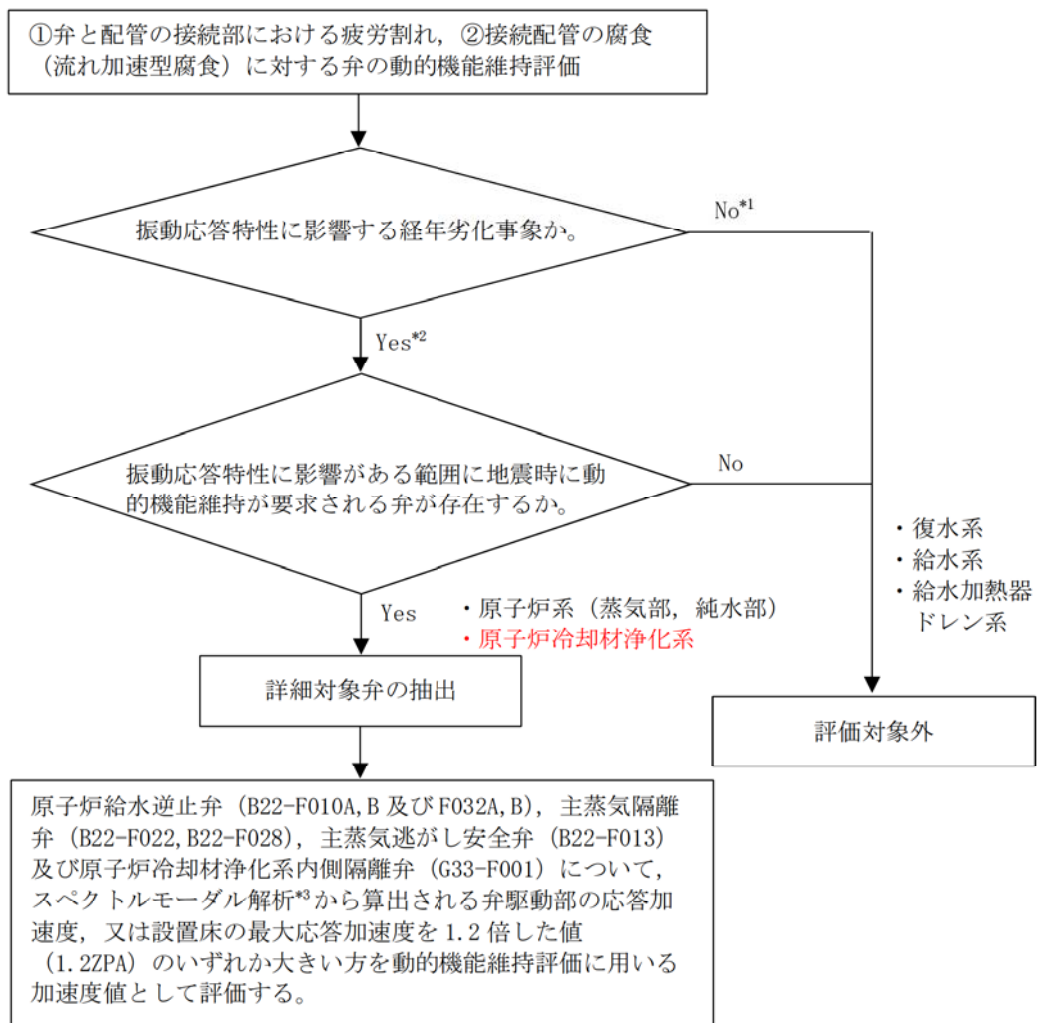 ①弁と配管の接続部における疲労割れ，②接続配管の腐食
（流れ加速型腐食）に対する弁の動的機能維持評価
振動応答特性に影響する経年劣化事象か。
No*1
Yes*2
振動応答特性に影響がある範囲に地震時に動
的機能維持が要求される弁が存在するか。
No
・復水系
・給水系
・給水加熱器
ドレン系
Yes
・原子炉系（蒸気部，純水部）
・原子炉冷却材浄化系
詳細対象弁の抽出
評価対象外
原子炉給水逆止弁（B22-F010A,B 及び F032A,B），主蒸気隔離
弁（B22-F022,B22-F028），主蒸気逃がし安全弁（B22-F013）
及び原子炉冷却材浄化系内側隔離弁（G33-F001）について，
スペクトルモーダル解析*3から算出される弁駆動部の応答加
速度，又は設置床の最大応答加速度を 1.2 倍した値
（1.2ZPA）のいずれか大きい方を動的機能維持評価に用いる
加速度値として評価する。